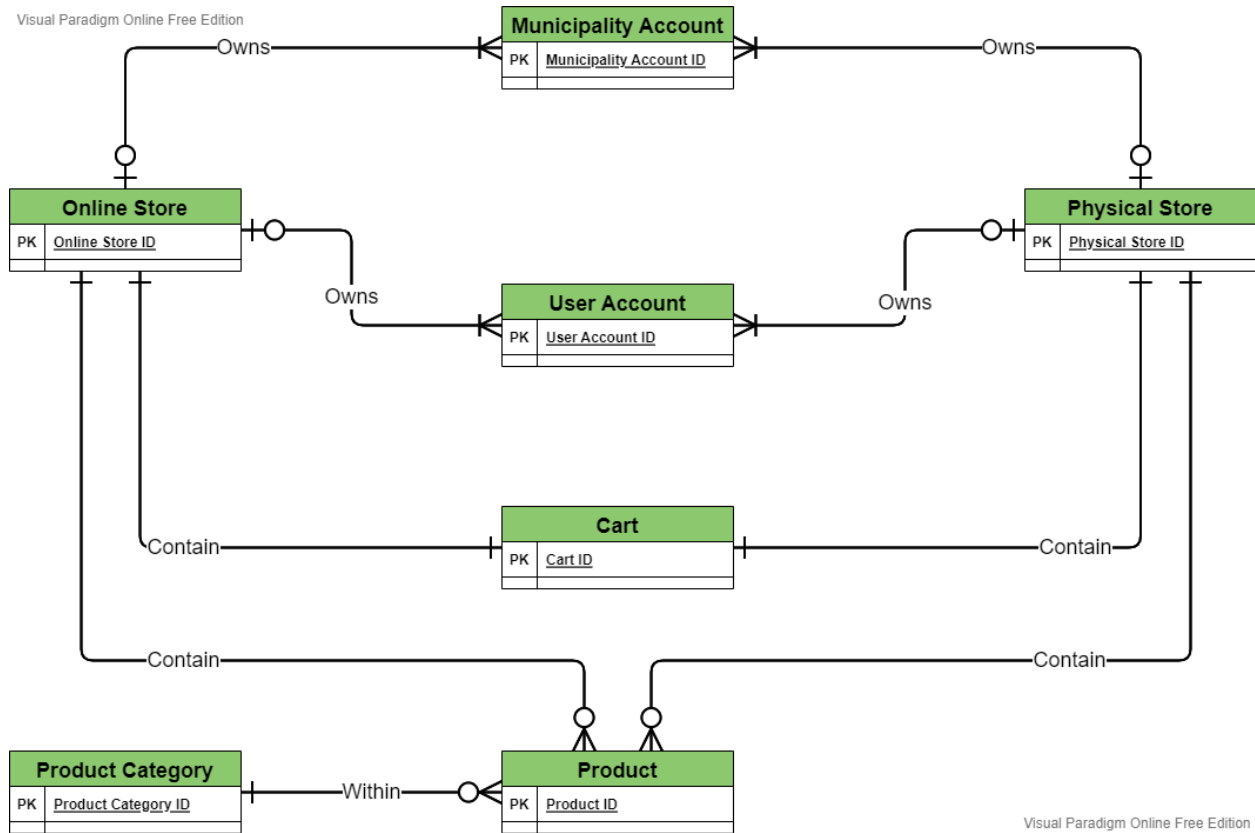 Visual Paradigm Online Free Edition
Municipality Account
PK Municipality Account ID
Owns
Owns
Online Store
PK Online Store ID
Physical Store
PK Physical Store ID
User Account
PK User Account ID
Owns
Owns
Cart
PK Cart ID
Contain
Contain
Contain
Contain
Product Category
PK Product Category ID
Within
Product
PK Product ID
Visual Paradigm Online Free Edition